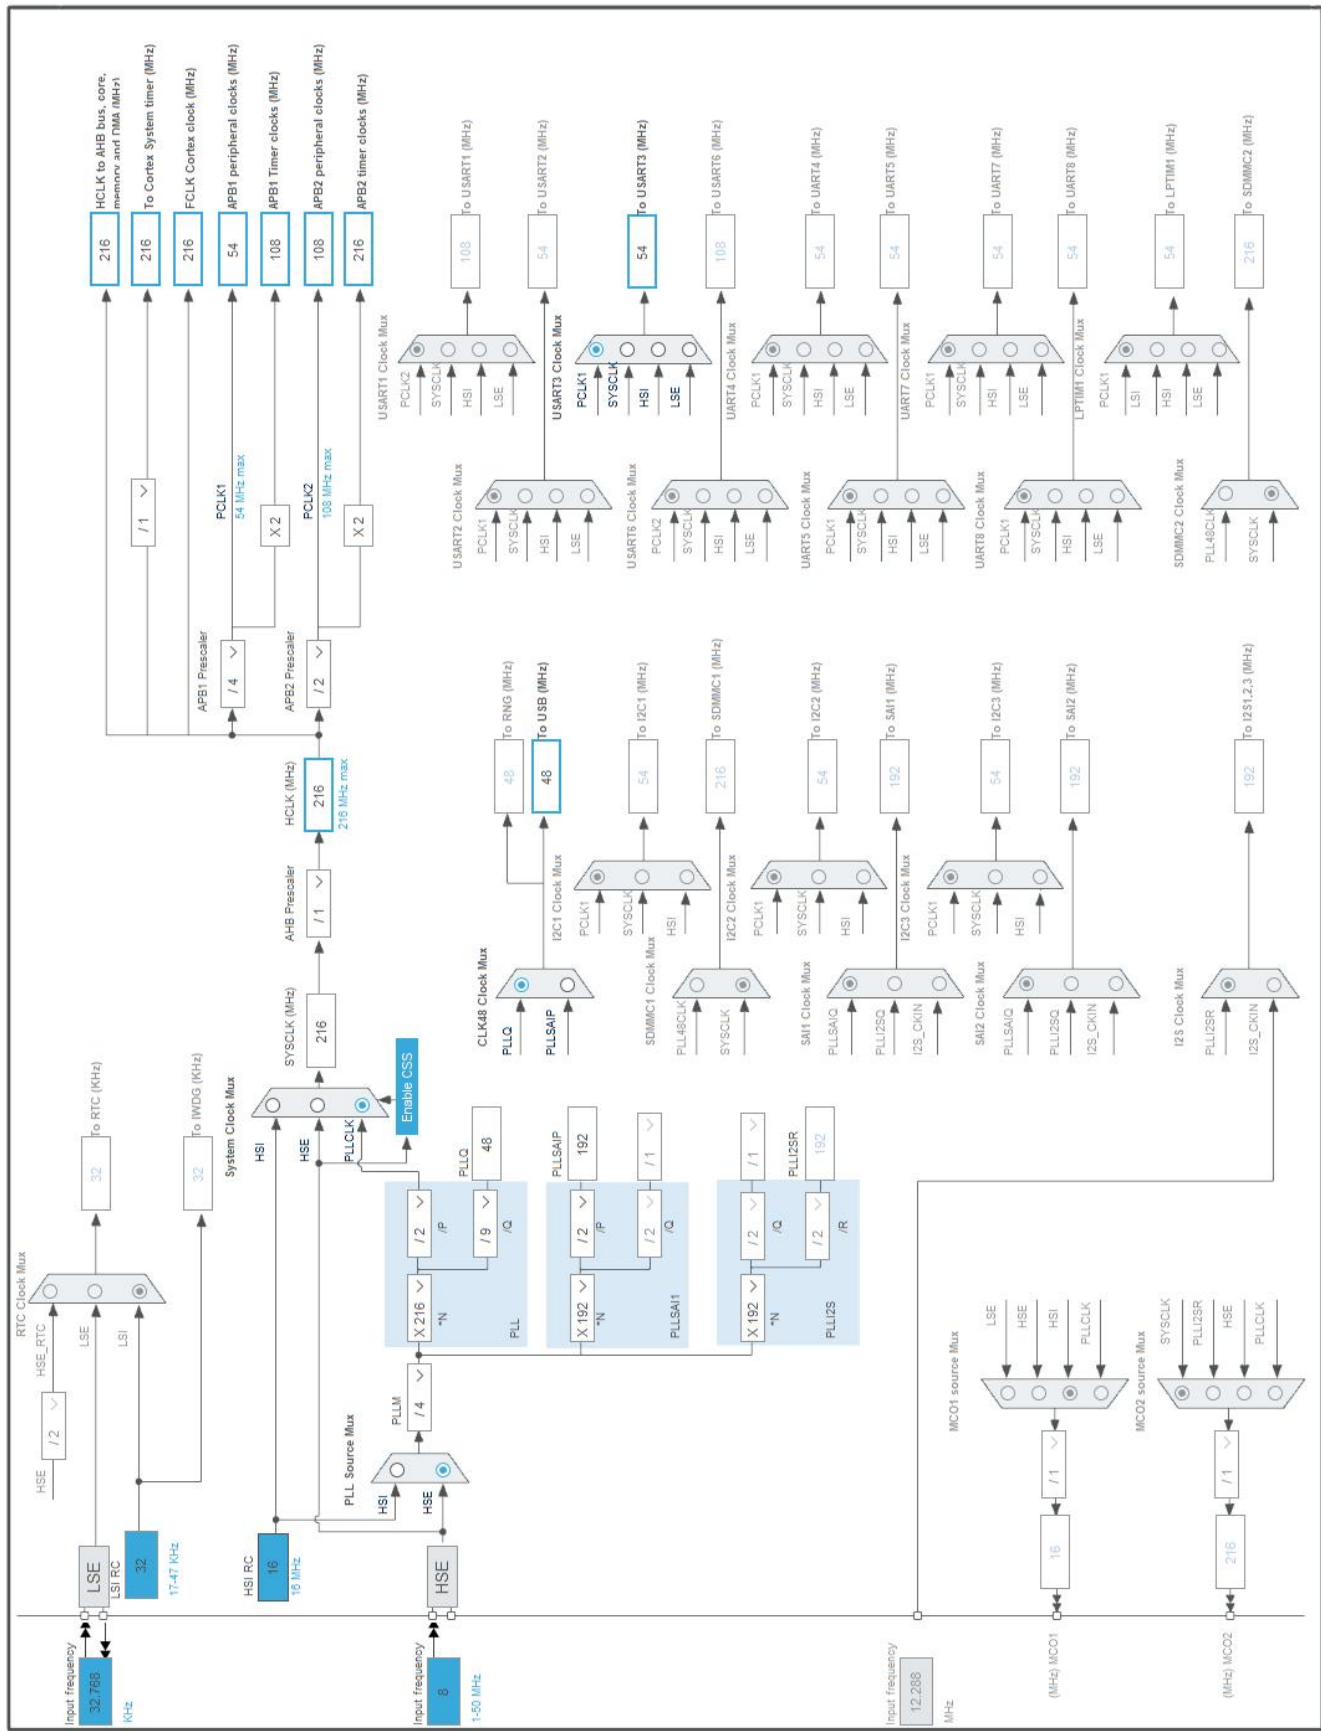 Input frequency
32.768
KHz
LSE
LSI RC
32
17-47 KHz
HSE
/ 2
HSE_RTC
LSE
LSI
RTC Clock Mux
32
To RTC (KHz)
32
To IWDG (KHz)
HSI RC
16
16 MHz
Input frequency
8
1-50 MHz
HSE
PLL Source Mux
HSI
HSE
PLLM
/ 4
X 216
*N
/ 2
/P
/ 9
/Q
PLL
PLLQ
48
X 192
*N
/ 2
/P
/ 2
/Q
PLLSAI1
PLLSAIP
192
/ 1
X 192
*N
/ 2
/Q
/ 2
/R
PLLI2S
/ 1
PLLI2SR
192
System Clock Mux
HSI
HSE
PLLCLK
Enable CSS
SYSCLK (MHz)
216
AHB Prescaler
/ 1
HCLK (MHz)
216
216 MHz max
APB1 Prescaler
/ 4
APB2 Prescaler
/ 2
/ 1
PCLK1
54 MHz max
X 2
PCLK2
108 MHz max
X 2
216
HCLK to AHB bus, core,
memory and DMA (MHz)
216
To Cortex System timer (MHz)
216
FCLK Cortex clock (MHz)
54
APB1 peripheral clocks (MHz)
108
APB1 Timer clocks (MHz)
108
APB2 peripheral clocks (MHz)
216
APB2 timer clocks (MHz)
CLK48 Clock Mux
PLLQ
PLLSAIP
48
To RNG (MHz)
48
To USB (MHz)
I2C1 Clock Mux
PCLK1
SYSCLK
HSI
54
To I2C1 (MHz)
SDMMC1 Clock Mux
PLL48CLK
SYSCLK
216
To SDMMC1 (MHz)
I2C2 Clock Mux
PCLK1
SYSCLK
HSI
54
To I2C2 (MHz)
SAI1 Clock Mux
PLLSAIQ
PLLI2SQ
I2S_CKIN
192
To SAI1 (MHz)
I2C3 Clock Mux
PCLK1
SYSCLK
HSI
54
To I2C3 (MHz)
SAI2 Clock Mux
PLLSAIQ
PLLI2SQ
I2S_CKIN
192
To SAI2 (MHz)
I2S Clock Mux
PLLI2SR
I2S_CKIN
192
To I2S1,2,3 (MHz)
USART1 Clock Mux
PCLK2
SYSCLK
HSI
LSE
108
To USART1 (MHz)
USART2 Clock Mux
PCLK1
SYSCLK
HSI
LSE
54
To USART2 (MHz)
USART3 Clock Mux
PCLK1
SYSCLK
HSI
LSE
54
To USART3 (MHz)
USART6 Clock Mux
PCLK2
SYSCLK
HSI
LSE
108
To USART6 (MHz)
UART4 Clock Mux
PCLK1
SYSCLK
HSI
LSE
54
To UART4 (MHz)
UART5 Clock Mux
PCLK1
SYSCLK
HSI
LSE
54
To UART5 (MHz)
UART7 Clock Mux
PCLK1
SYSCLK
HSI
LSE
54
To UART7 (MHz)
UART8 Clock Mux
PCLK1
SYSCLK
HSI
LSE
54
To UART8 (MHz)
LPTIM1 Clock Mux
PCLK1
LSI
HSI
LSE
54
To LPTIM1 (MHz)
SDMMC2 Clock Mux
PLL48CLK
SYSCLK
216
To SDMMC2 (MHz)
Input frequency
12.288
MHz
MCO1 source Mux
LSE
HSE
HSI
PLLCLK
/ 1
16
(MHz) MCO1
MCO2 source Mux
SYSCLK
PLLI2SR
HSE
PLLCLK
/ 1
216
(MHz) MCO2